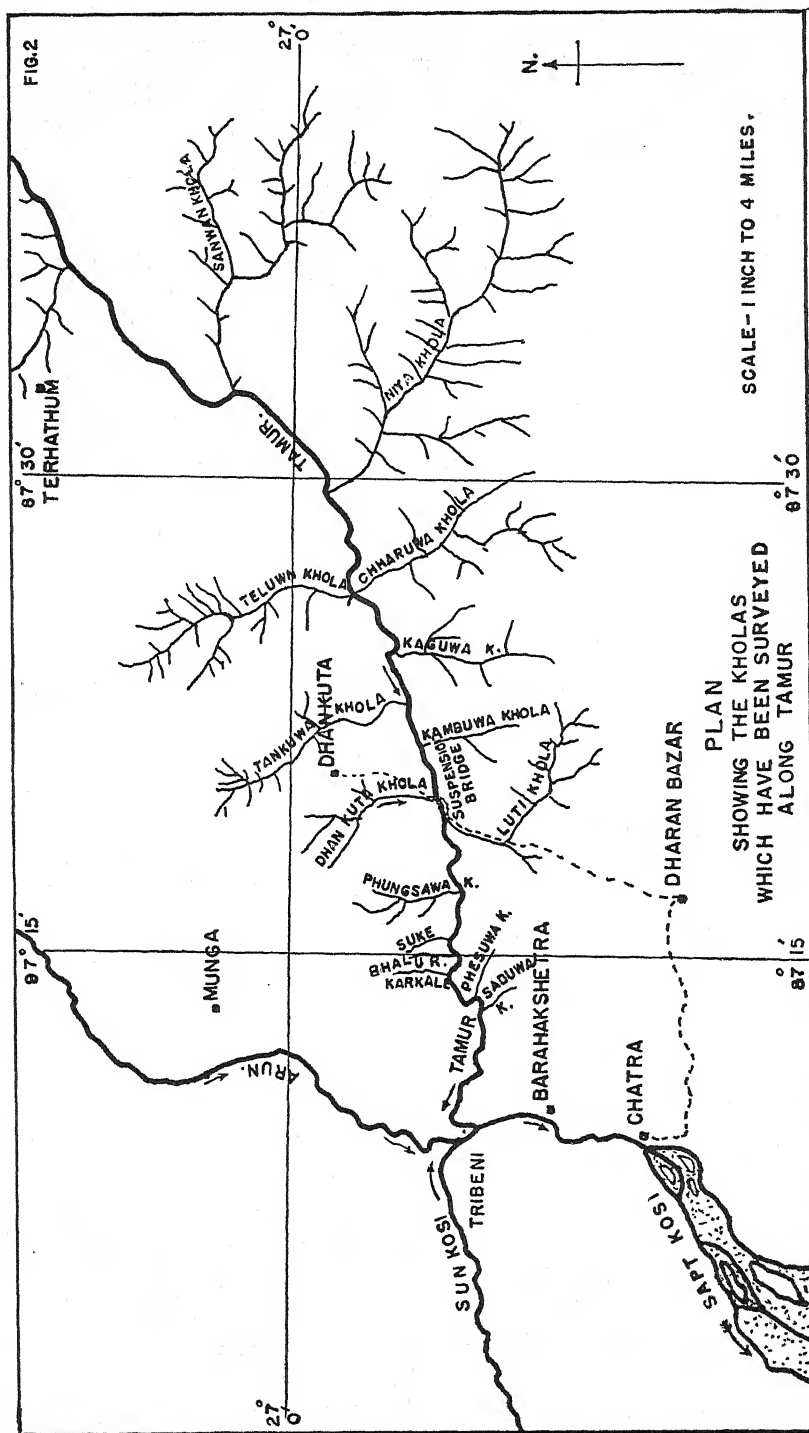 FIG.2
87° 30'
TERHATHUM
97° 15'
MUNGA
27° 0'
27° 0'
ARUN.
SANWAN KHOLA
TAMUR.
NIYA KHOLA
TELUWA KHOLA
CHHARUWA KHOLA
KAGUWA K.
DHANKUTA
TANKUWA KHOLA
KAMBUWA KHOLA
SUSPENSION
BRIDGE
DHAN KUTA KHOLA
LUTI KHOLA
PHUNGSAWA K.
SUKE
BHALU R.
KARKALE
PHESUWA K.
SADUWA
K.
TAMUR
SUN KOSI
TRIBENI
BARAHAKSHETRA
CHATRA
SAPT KOSI
DHARAN BAZAR
87° 15'
87° 30'
N.
PLAN
SHOWING THE KHOLAS
WHICH HAVE BEEN SURVEYED
ALONG TAMUR
SCALE-1 INCH TO 4 MILES.